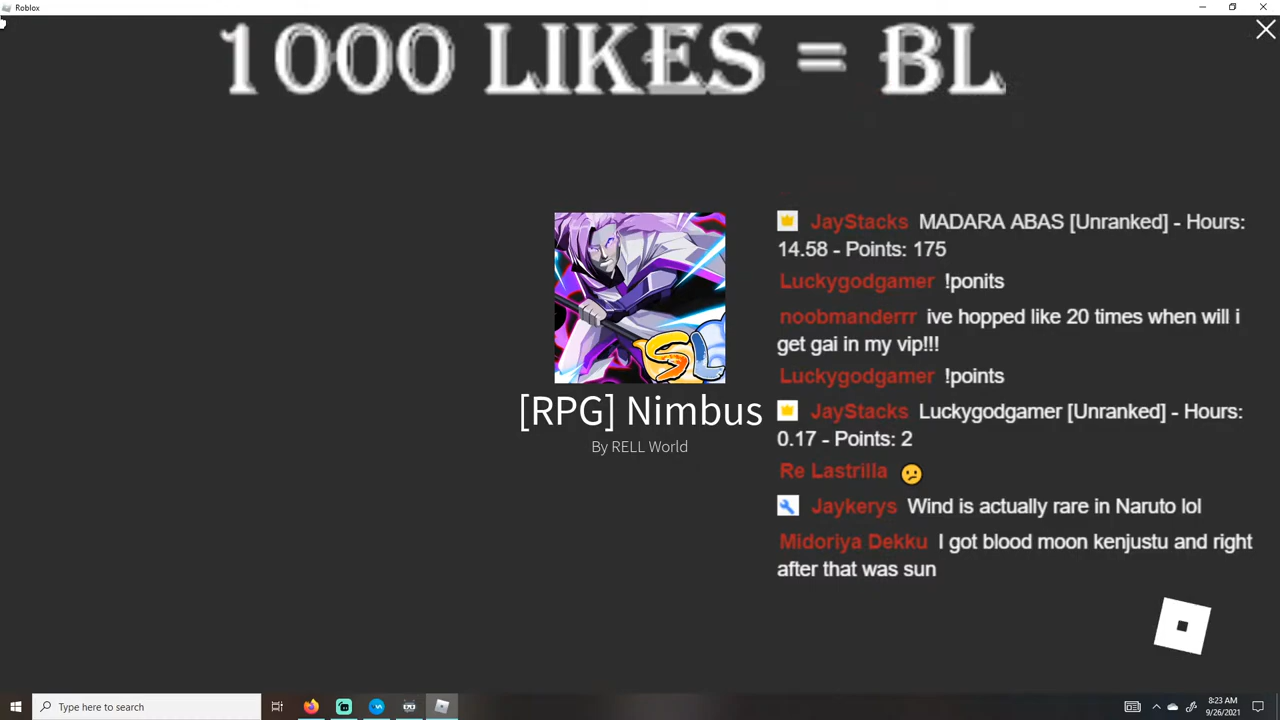 Roblox
1000 LIKES = BL
JayStacks MADARA ABAS [Unranked] - Hours:
14.58 - Points: 175
Luckygodgamer !ponits
noobmanderrr ive hopped like 20 times when will i
get gai in my vip!!!
Luckygodgamer !points
JayStacks Luckygodgamer [Unranked] - Hours:
0.17 - Points: 2
Re Lastrilla 😕
Jaykerys Wind is actually rare in Naruto lol
Midoriya Dekku I got blood moon kenjustu and right
after that was sun
SL
[RPG] Nimbus
By RELL World
Type here to search
8:23 AM
9/26/2021